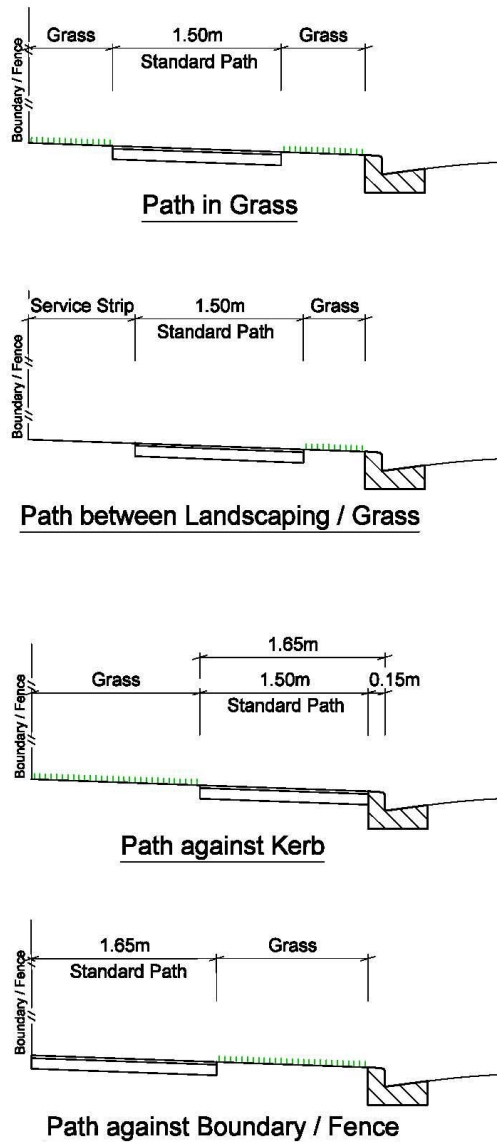 Grass 1.50m Grass
Standard Path
Boundary / Fence
Path in Grass
Service Strip 1.50m Grass
Standard Path
Boundary / Fence
Path between Landscaping / Grass
1.65m
Grass 1.50m 0.15m
Standard Path
Boundary / Fence
Path against Kerb
1.65m Grass
Standard Path
Boundary / Fence
Path against Boundary / Fence